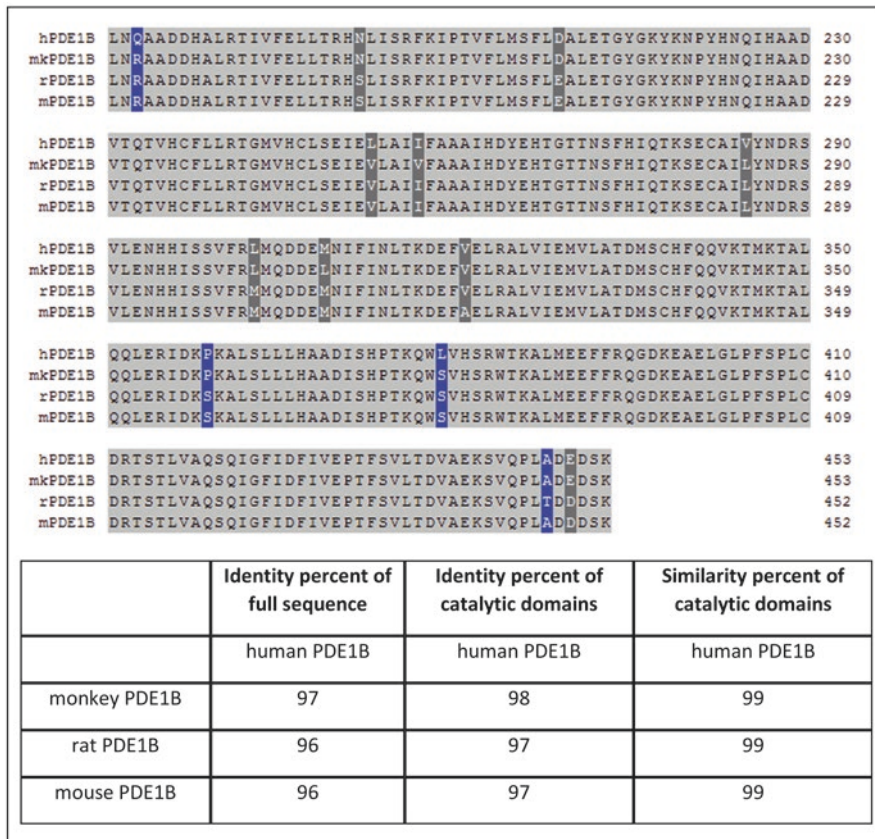 hPDE1B LNQAADDHALRTIVFELLTRHNLISRFKIPTVFLMSFLDALETGYGKYKNPYHNQIHAAD 230
mkPDE1B LNRAADDHALRTIVFELLTRHNLISRFKIPTVFLMSFLDALETGYGKYKNPYHNQIHAAD 230
rPDE1B LNRAADDHALRTIVFELLTRHSLISRFKIPTVFLMSFLEALETGYGKYKNPYHNQIHAAD 229
mPDE1B LNRAADDHALRTIVFELLTRHSLISRFKIPTVFLMSFLEALETGYGKYKNPYHNQIHAAD 229
hPDE1B VTQTVHCFLLRTGMVHCLSEIELLAIIFAAAIHDYEHTGTTNSFHIQTKSECAIVYNDRS 290
mkPDE1B VTQTVHCFLLRTGMVHCLSEIEVLAIVFAAAIHDYEHTGTTNSFHIQTKSECAILYNDRS 290
rPDE1B VTQTVHCFLLRTGMVHCLSEIEVLAIIFAAAIHDYEHTGTTNSFHIQTKSECAILYNDRS 289
mPDE1B VTQTVHCFLLRTGMVHCLSEIEVLAIIFAAAIHDYEHTGTTNSFHIQTKSECAILYNDRS 289
hPDE1B VLENHHISSVFRLMQDDEMNIFINLTKDEFVELRALVIEMVLATDMSCHFQQVKTMKTAL 350
mkPDE1B VLENHHISSVFRLMQDDELNIFINLTKDEFVELRALVIEMVLATDMSCHFQQVKTMKTAL 350
rPDE1B VLENHHISSVFRMMQDDEMNIFINLTKDEFVELRALVIEMVLATDMSCHFQQVKTMKTAL 349
mPDE1B VLENHHISSVFRMMQDDEMNIFINLTKDEFAELRALVIEMVLATDMSCHFQQVKTMKTAL 349
hPDE1B QQLERIDKPKALSLLLHAADISHPTKQWLVHSRWTKALMEEFFRQGDKEAELGLPFSPLC 410
mkPDE1B QQLERIDKPKALSLLLHAADISHPTKQWSVHSRWTKALMEEFFRQGDKEAELGLPFSPLC 410
rPDE1B QQLERIDKSKALSLLLHAADISHPTKQWSVHSRWTKALMEEFFRQGDKEAELGLPFSPLC 409
mPDE1B QQLERIDKSKALSLLLHAADISHPTKQWSVHSRWTKALMEEFFRQGDKEAELGLPFSPLC 409
hPDE1B DRTSTLVAQSQIGFIDFIVEPTFSVLTDVAEKSVQPLADEDSK 453
mkPDE1B DRTSTLVAQSQIGFIDFIVEPTFSVLTDVAEKSVQPLADEDSK 453
rPDE1B DRTSTLVAQSQIGFIDFIVEPTFSVLTDVAEKSVQPLTDDDSK 452
mPDE1B DRTSTLVAQSQIGFIDFIVEPTFSVLTDVAEKSVQPLADDDSK 452
Identity percent of full sequence Identity percent of catalytic domains Similarity percent of catalytic domains
human PDE1B human PDE1B human PDE1B
monkey PDE1B 97 98 99
rat PDE1B 96 97 99
mouse PDE1B 96 97 99